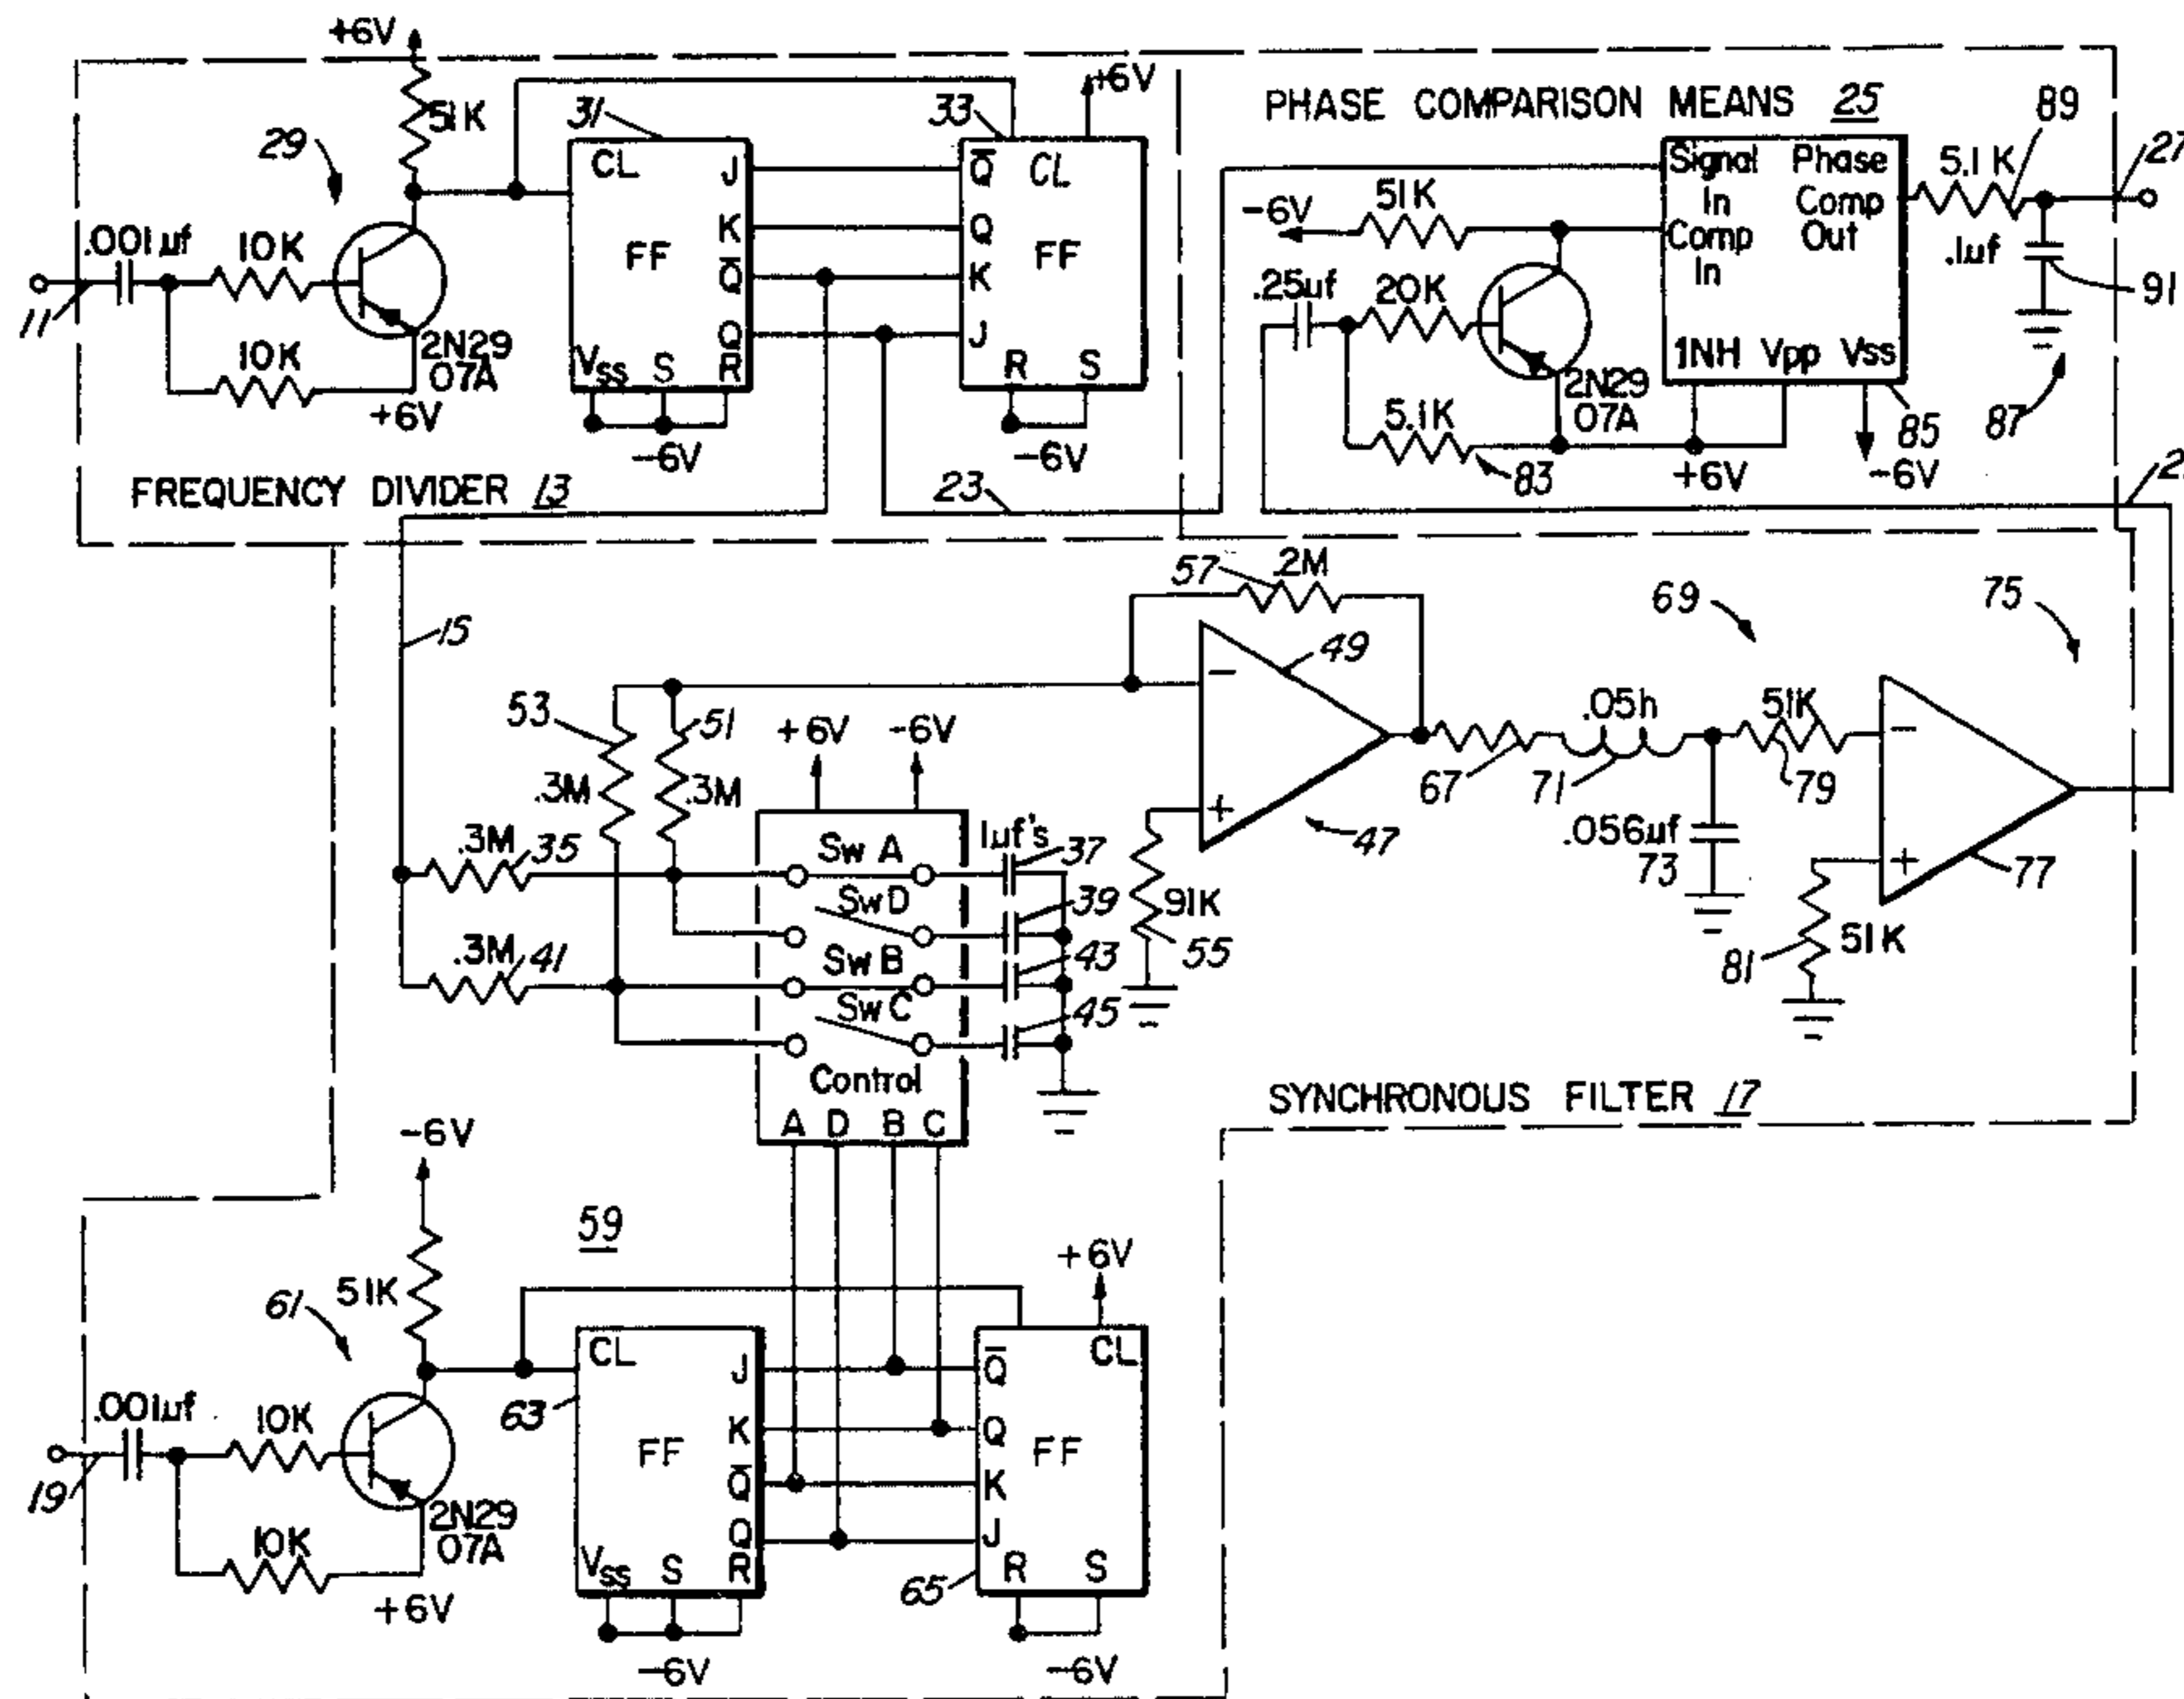 +6V
51K
29
.001µf
10K
11
10K
2N29
07A
+6V
31
CL
J
K
Q̅
Q
FF
VSS S R
-6V
33
+6V
Q̅ CL
Q
K
J
FF
R S
-6V
FREQUENCY DIVIDER 13
23
PHASE COMPARISON MEANS 25
89
27
Signal Phase
In Comp
Comp Out
In
1NH Vpp Vss
5.1K
.1uf
91
87
85
-6V
51K
-6V
.25uf
20K
2N29
07A
5.1K
83
+6V
15
57
.2M
49
69
75
53
51
.3M
.3M
+6V
-6V
47
67
.05h
71
51K
79
.056µf
73
77
81
51K
91K
55
.3M
35
.3M
41
Sw A
Sw D
Sw B
Sw C
Control
A D B C
1uf's
37
39
43
45
SYNCHRONOUS FILTER 17
-6V
51K
59
61
.001µf
10K
19
10K
2N29
07A
+6V
63
CL
J
K
Q̅
Q
FF
VSS S R
-6V
+6V
Q̅ CL
Q
K
J
FF
R S
65
-6V